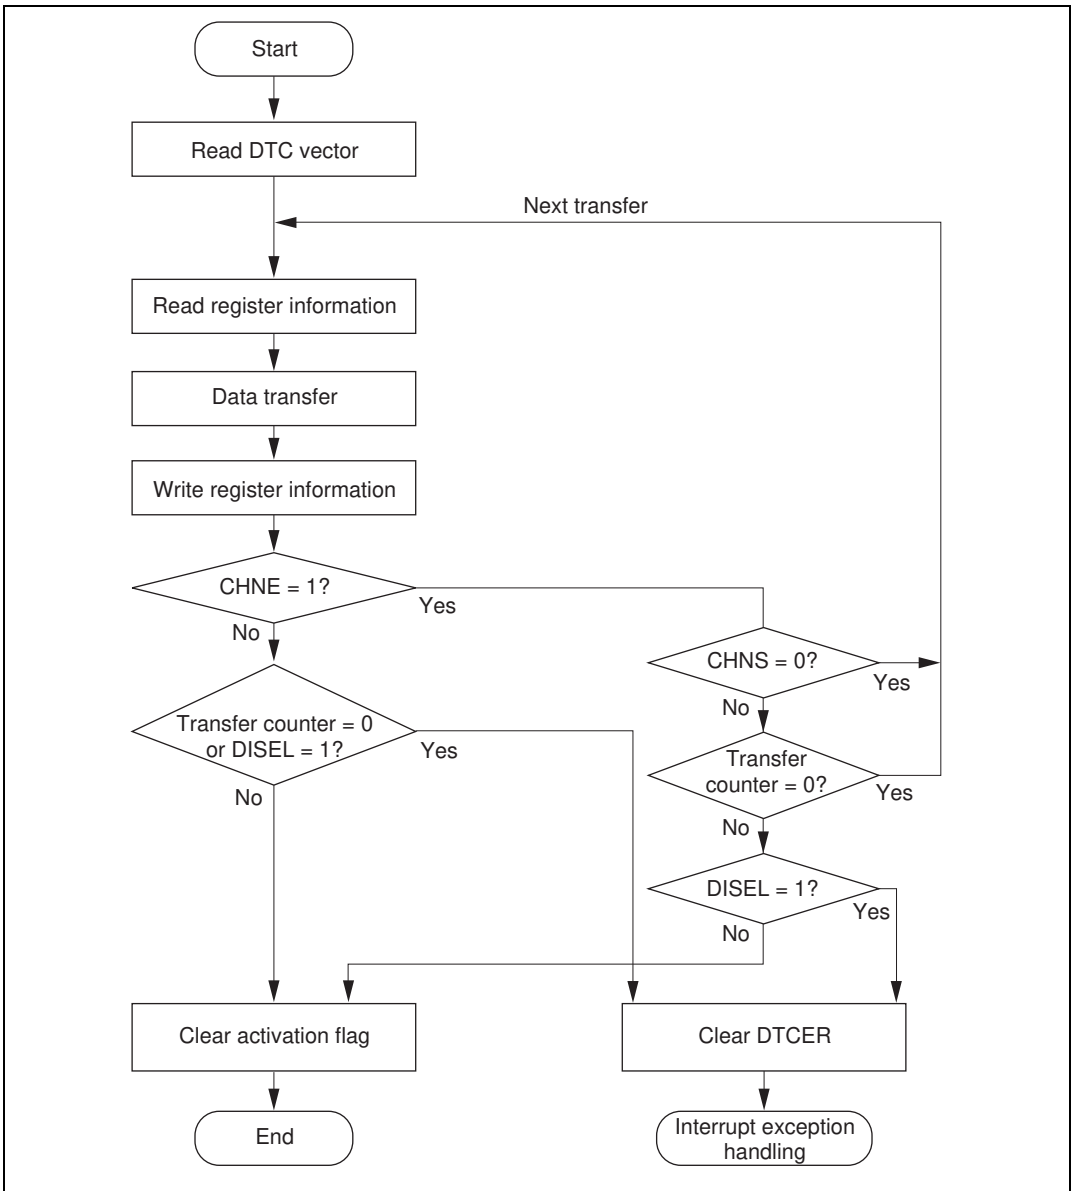 Start
Read DTC vector
Next transfer
Read register information
Data transfer
Write register information
CHNE = 1?
Yes
No
CHNS = 0?
Yes
No
Transfer counter = 0
or DISEL = 1?
Yes
No
Transfer
counter = 0?
Yes
No
DISEL = 1?
Yes
No
Clear activation flag
Clear DTCER
End
Interrupt exception
handling